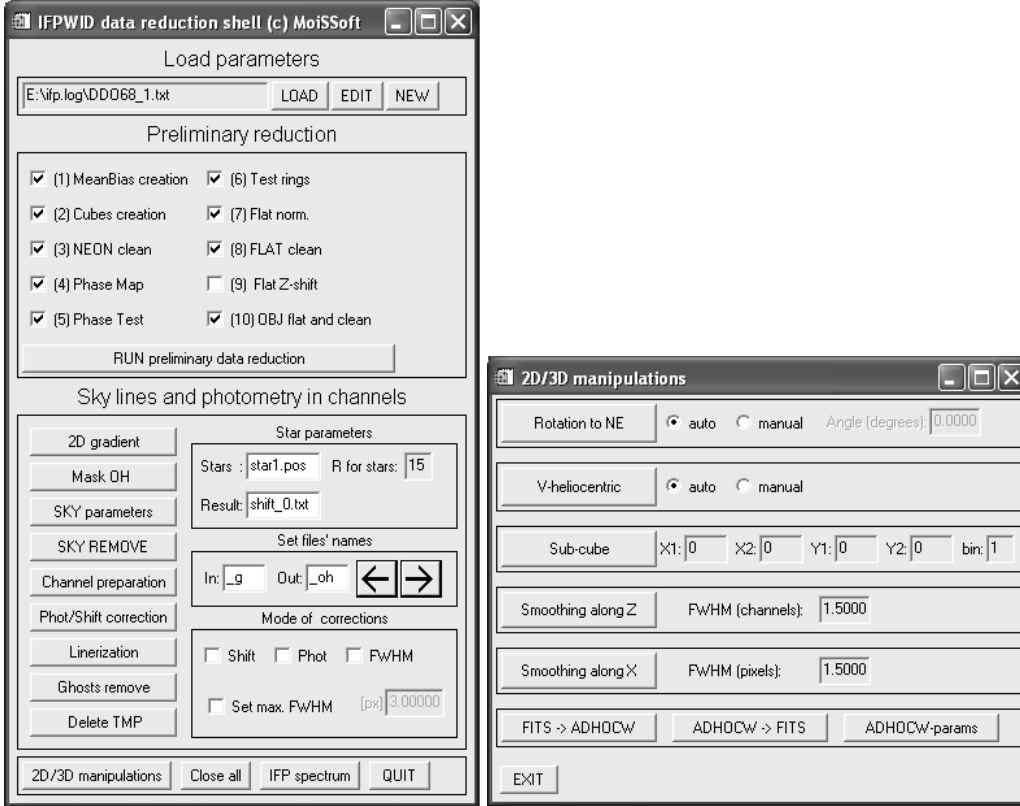 IFPWID data reduction shell (c) MoiSSoft
Load parameters
E:\ifp.log\DDO68_1.txt LOAD EDIT NEW
Preliminary reduction
(1) MeanBias creation (6) Test rings
(2) Cubes creation (7) Flat norm.
(3) NEON clean (8) FLAT clean
(4) Phase Map (9) Flat Z-shift
(5) Phase Test (10) OBJ flat and clean
RUN preliminary data reduction
Sky lines and photometry in channels
2D gradient
Mask OH
SKY parameters
SKY REMOVE
Channel preparation
Phot/Shift correction
Linerization
Ghosts remove
Delete TMP
Star parameters
Stars : star1.pos R for stars: 15
Result: shift_0.txt
Set files' names
In: _g Out: _oh
Mode of corrections
Shift Phot FWHM
Set max. FWHM [px] 3.00000
2D/3D manipulations Close all IFP spectrum QUIT
2D/3D manipulations
Rotation to NE auto manual Angle (degrees): 0.0000
V-heliocentric auto manual
Sub-cube X1: 0 X2: 0 Y1: 0 Y2: 0 bin: 1
Smoothing along Z FWHM (channels): 1.5000
Smoothing along X FWHM (pixels): 1.5000
FITS -> ADHOCW ADHOCW -> FITS ADHOCW-params
EXIT